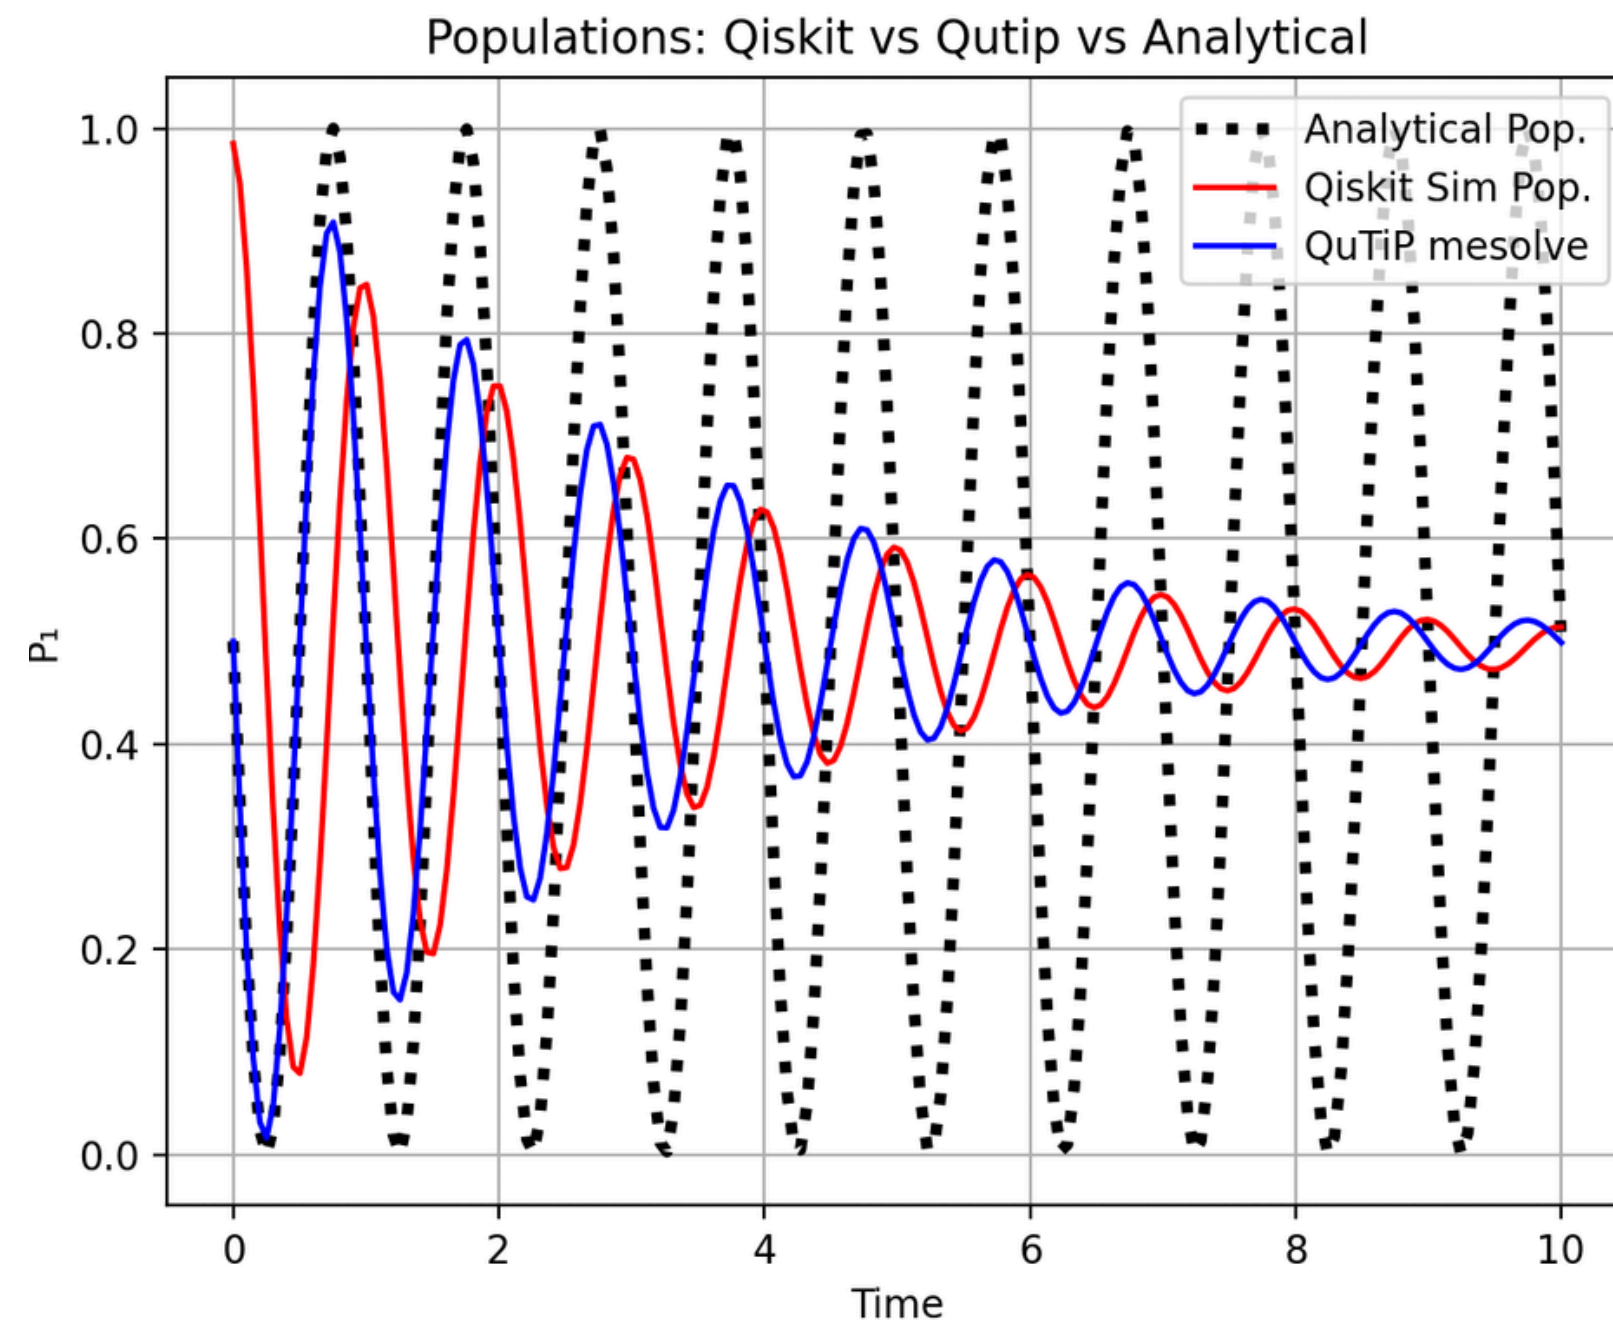 Populations: Qiskit vs Qutip vs Analytical
Analytical Pop.
Qiskit Sim Pop.
QuTiP mesolve
1.0
0.8
0.6
0.4
0.2
0.0
P₁
0 2 4 6 8 10
Time